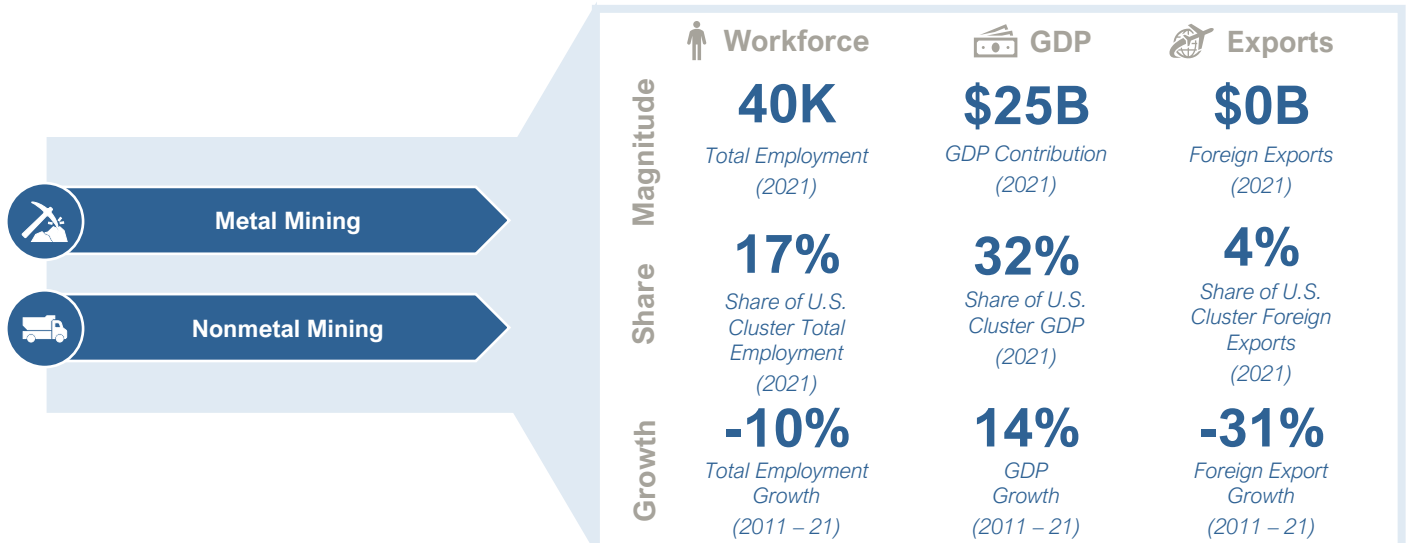 Metal Mining
Nonmetal Mining
Workforce
GDP
Exports
Magnitude
40K
Total Employment
(2021)
$25B
GDP Contribution
(2021)
$0B
Foreign Exports
(2021)
Share
17%
Share of U.S.
Cluster Total
Employment
(2021)
32%
Share of U.S.
Cluster GDP
(2021)
4%
Share of U.S.
Cluster Foreign
Exports
(2021)
Growth
-10%
Total Employment
Growth
(2011 – 21)
14%
GDP
Growth
(2011 – 21)
-31%
Foreign Export
Growth
(2011 – 21)